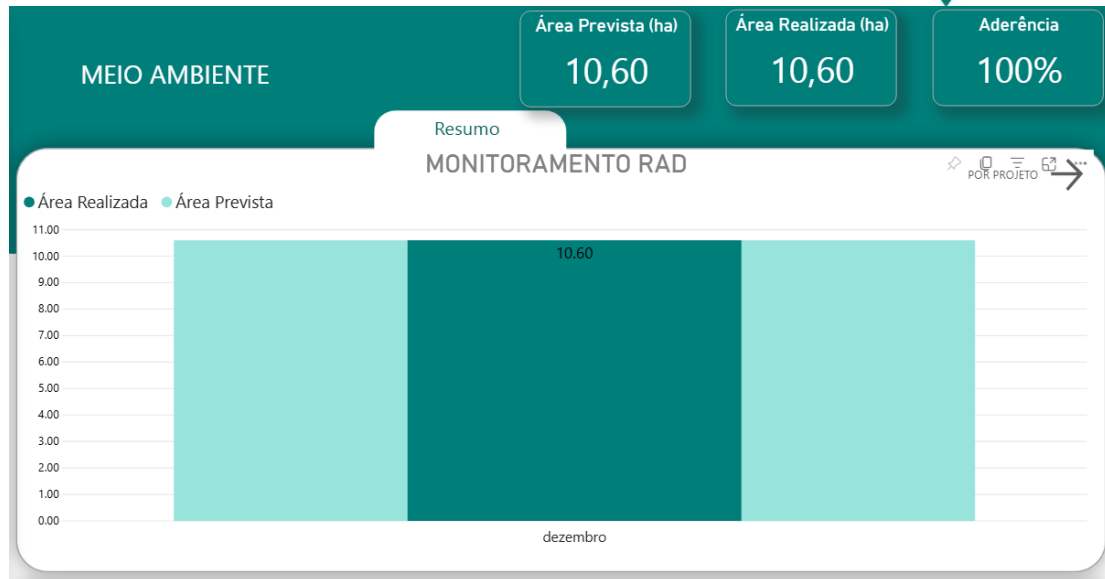 Área Prevista (ha)
10,60
Área Realizada (ha)
10,60
Aderência
100%
MEIO AMBIENTE
Resumo
MONITORAMENTO RAD
POR PROJETO
Área Realizada
Área Prevista
11.00
10.00
9.00
8.00
7.00
6.00
5.00
4.00
3.00
2.00
1.00
0.00
10.60
dezembro